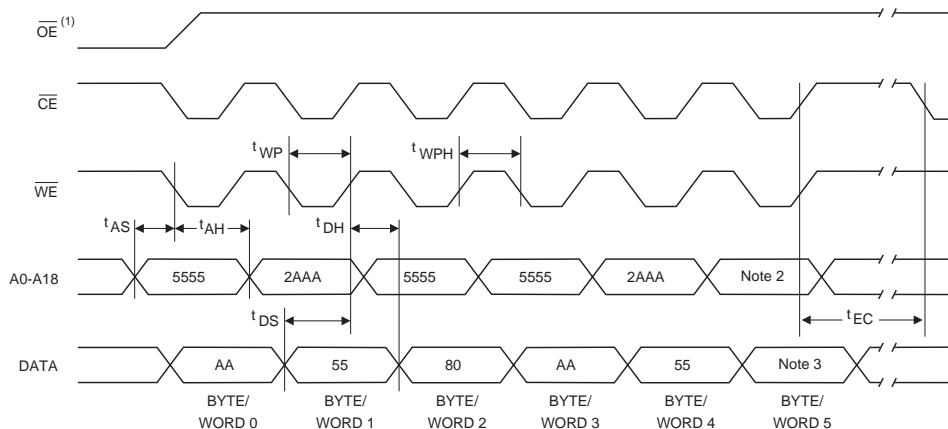 OE (1)
CE
t WP
t WPH
WE
t AS
t AH
t DH
A0-A18
5555
2AAA
5555
5555
2AAA
Note 2
t DS
t EC
DATA
AA
55
80
AA
55
Note 3
BYTE/
WORD 0
BYTE/
WORD 1
BYTE/
WORD 2
BYTE/
WORD 3
BYTE/
WORD 4
BYTE/
WORD 5